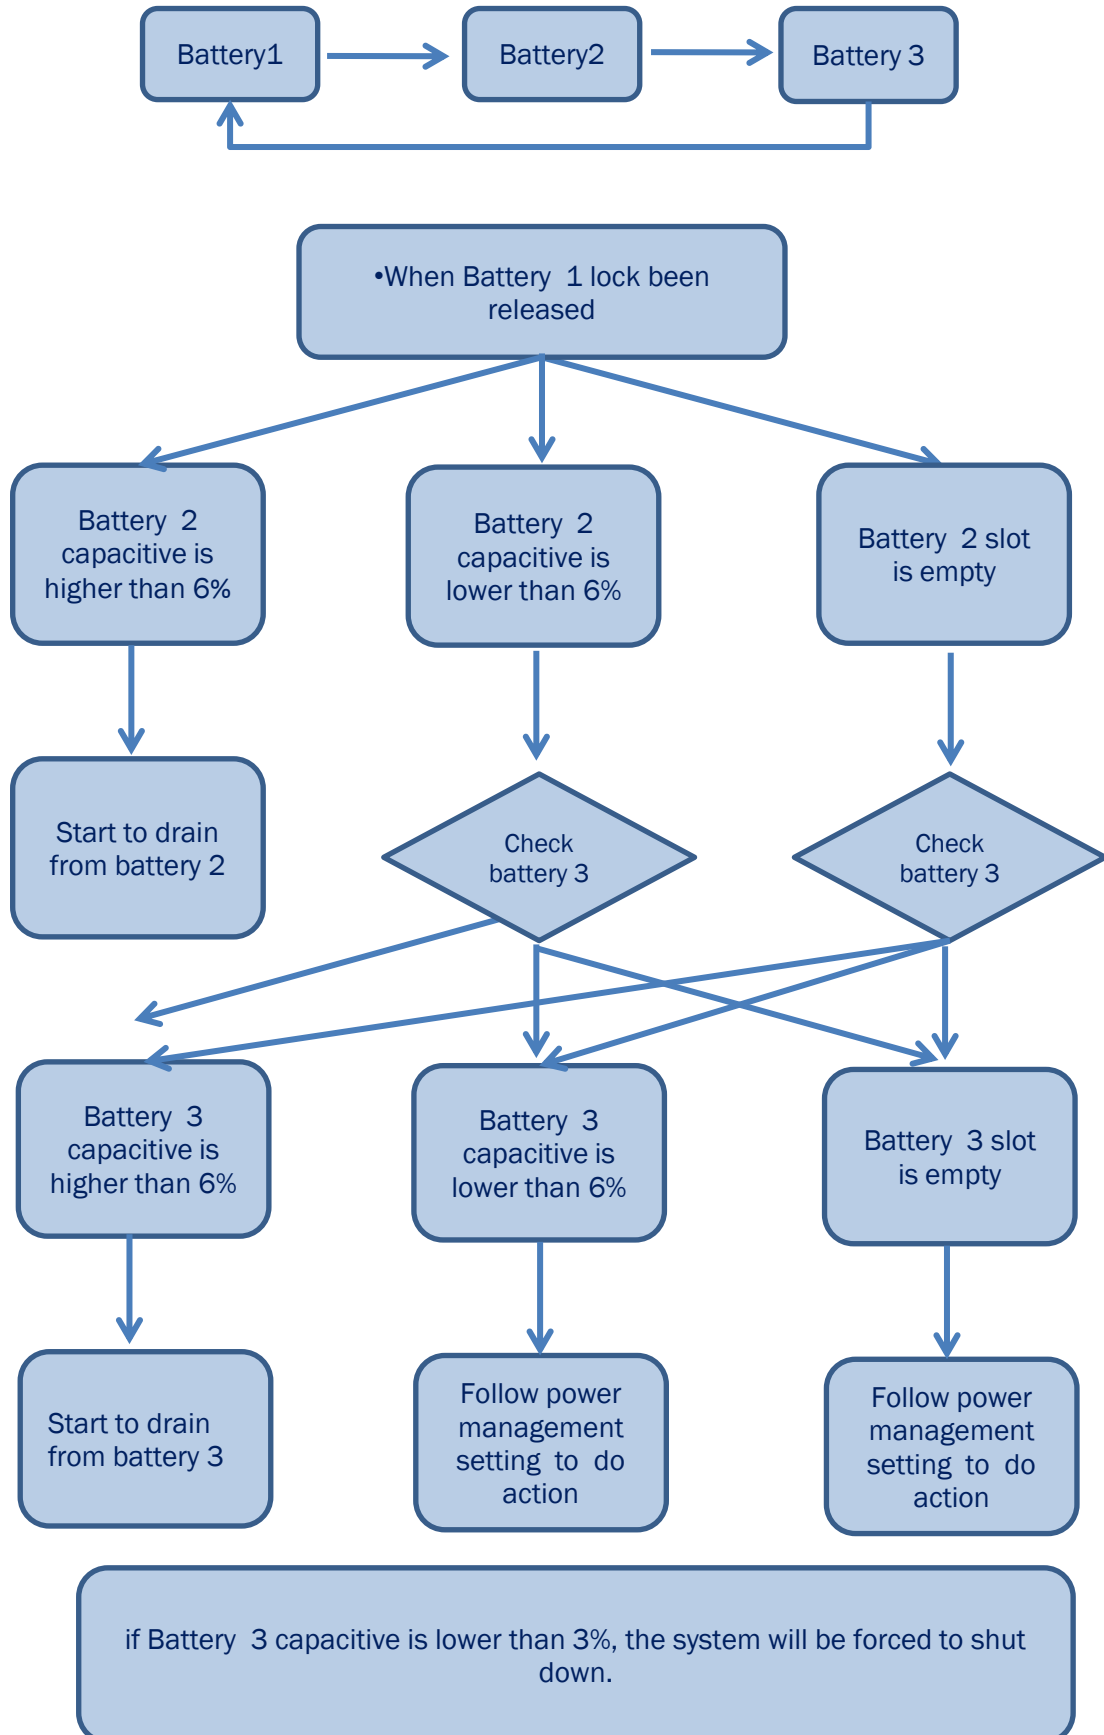 Battery1
Battery2
Battery 3
•When Battery 1 lock been
released
Battery 2
capacitive is
higher than 6%
Battery 2
capacitive is
lower than 6%
Battery 2 slot
is empty
Start to drain
from battery 2
Check
battery 3
Check
battery 3
Battery 3
capacitive is
higher than 6%
Battery 3
capacitive is
lower than 6%
Battery 3 slot
is empty
Start to drain
from battery 3
Follow power
management
setting to do
action
Follow power
management
setting to do
action
if Battery 3 capacitive is lower than 3%, the system will be forced to shut
down.